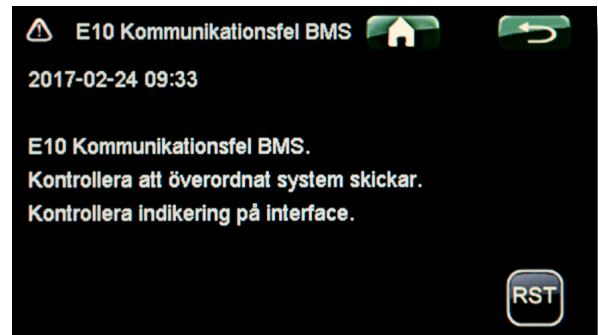 E10 Kommunikationsfel BMS
2017-02-24 09:33
E10 Kommunikationsfel BMS.
Kontrollera att överordnat system skickar.
Kontrollera indikering på interface.
RST